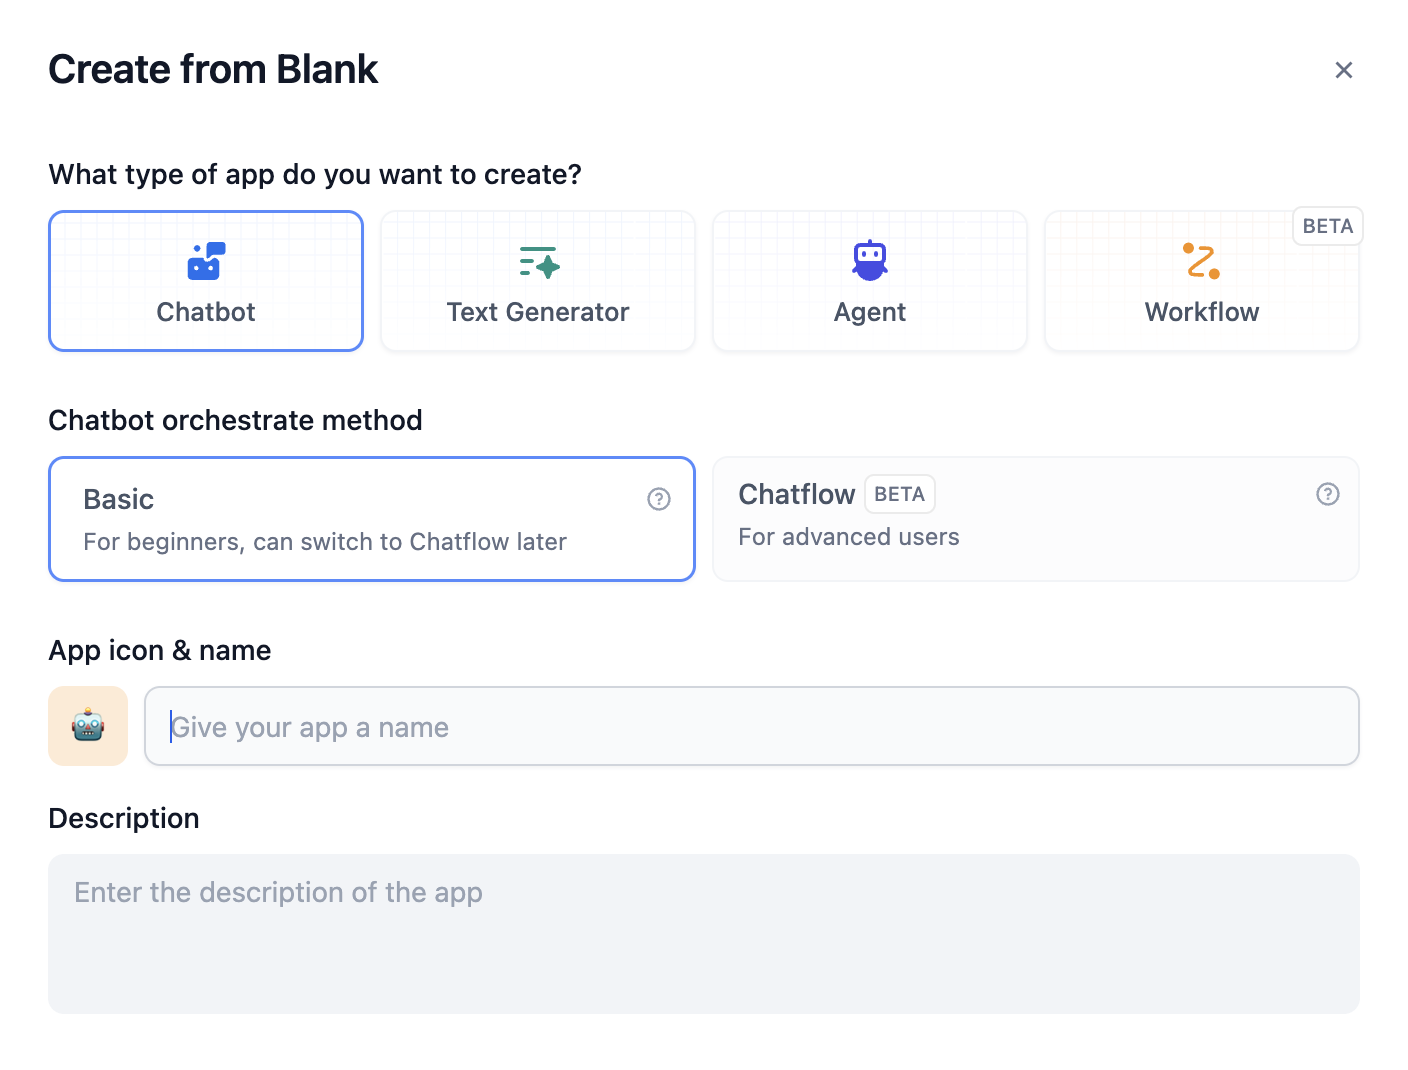 Create from Blank
What type of app do you want to create?
Chatbot
Text Generator
Agent
Workflow
BETA
Chatbot orchestrate method
Basic
For beginners, can switch to Chatflow later
Chatflow BETA
For advanced users
App icon & name
Give your app a name
Description
Enter the description of the app